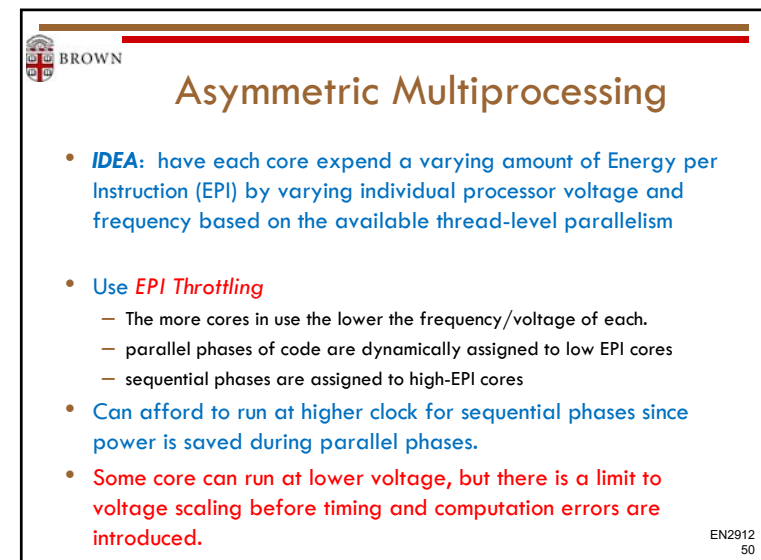 BROWN
Asymmetric Multiprocessing
• IDEA: have each core expend a varying amount of Energy per
Instruction (EPI) by varying individual processor voltage and
frequency based on the available thread-level parallelism
• Use EPI Throttling
– The more cores in use the lower the frequency/voltage of each.
– parallel phases of code are dynamically assigned to low EPI cores
– sequential phases are assigned to high-EPI cores
• Can afford to run at higher clock for sequential phases since
power is saved during parallel phases.
• Some core can run at lower voltage, but there is a limit to
voltage scaling before timing and computation errors are
introduced.
EN2912
50